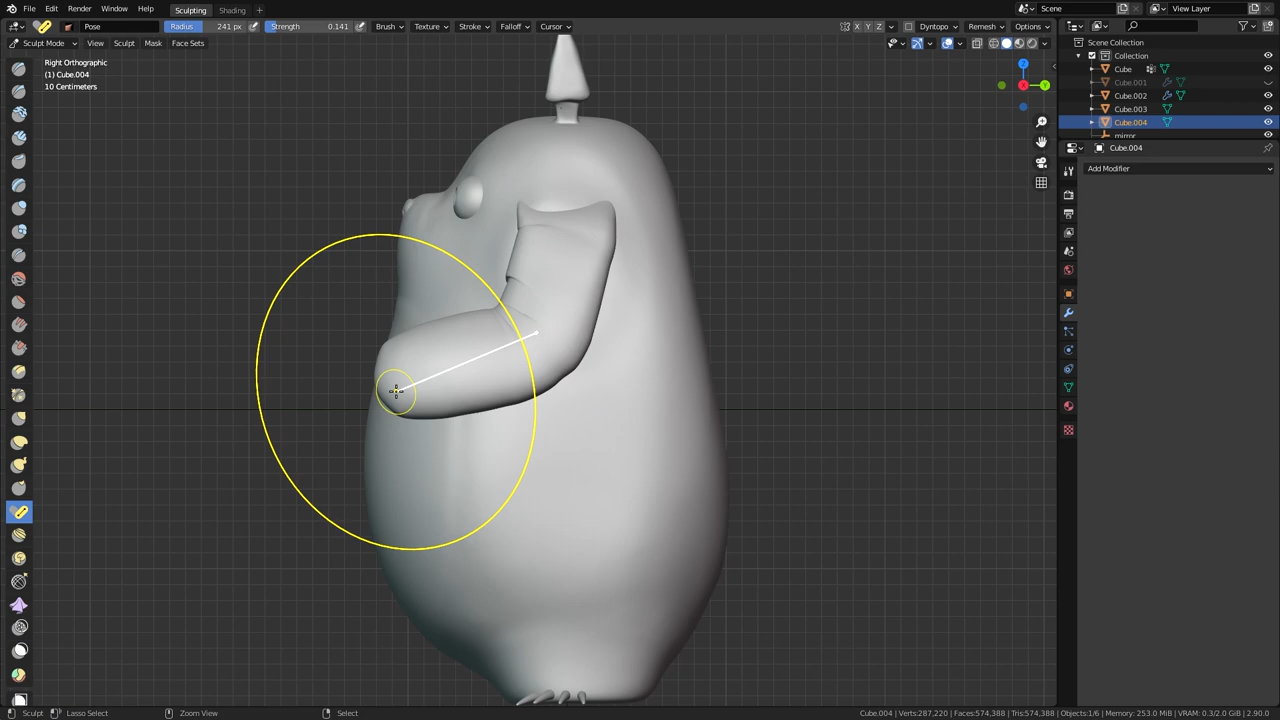 File Edit Render Window Help Sculpting Shading + Scene View Layer
Pose Radius 241 px Strength 0.141 Brush Texture Stroke Falloff Cursor X Y Z Dyntopo Remesh Options
Sculpt Mode View Sculpt Mask Face Sets
Right Orthographic
(1) Cube.004
10 Centimeters
Z
Y
Scene Collection
Collection
Cube
Cube.001
Cube.002
Cube.003
Cube.004
mirror
Cube.004
Add Modifier
Sculpt Lasso Select Zoom View Select Cube.004 | Verts:287,220 | Faces:574,388 | Tris:574,388 | Objects:1/6 | Memory: 253.0 MiB | VRAM: 0.3/2.0 GiB | 2.90.0